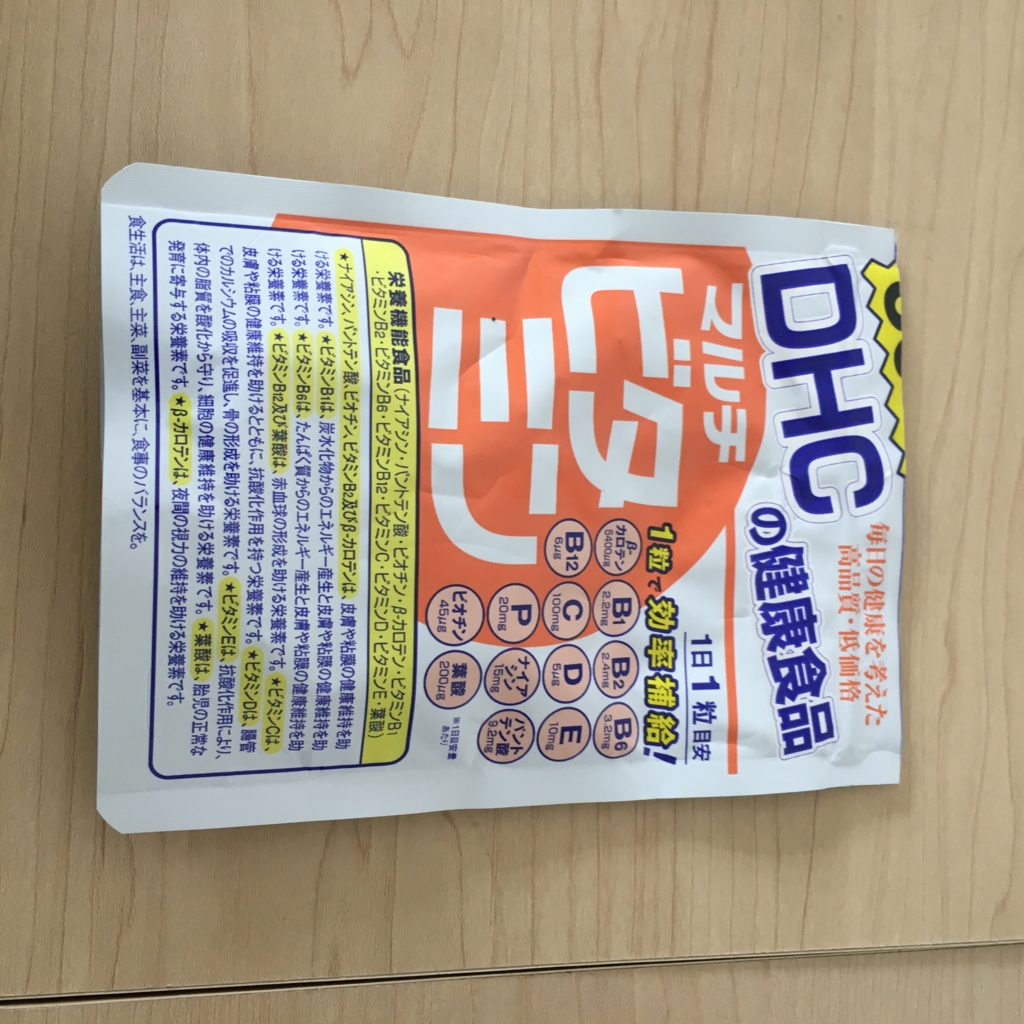 DHC
の健康食品
毎日の健康を考えた
高品質・低価格
マルチ
ビタ
ミン
1日1粒目安
1粒で効率補給!
β-カロテン 5400μg
B1 2.2mg
B2 2.4mg
B6 3.2mg
B12 6μg
C 100mg
D 5μg
E 10mg
P 20mg
ナイアシン 15mg
パントテン酸 9.2mg
ビオチン 45μg
葉酸 200μg
※1日目安量あたり
栄養機能食品(ナイアシン・パントテン酸・ビオチン・β-カロテン・ビタミンB1
・ビタミンB2・ビタミンB6・ビタミンB12・ビタミンC・ビタミンD・ビタミンE・葉酸)
★ナイアシン、パントテン酸、ビオチン、ビタミンB2及びβ-カロテンは、皮膚や粘膜の健康維持を助
ける栄養素です。★ビタミンB1は、炭水化物からのエネルギー産生と皮膚や粘膜の健康維持を助
ける栄養素です。★ビタミンB6は、たんぱく質からのエネルギー産生と皮膚や粘膜の健康維持を助
ける栄養素です。★ビタミンB12及び葉酸は、赤血球の形成を助ける栄養素です。★ビタミンCは、
皮膚や粘膜の健康維持を助けるとともに、抗酸化作用を持つ栄養素です。★ビタミンDは、腸管
でのカルシウムの吸収を促進し、骨の形成を助ける栄養素です。★ビタミンEは、抗酸化作用により、
体内の脂質を酸化から守り、細胞の健康維持を助ける栄養素です。★葉酸は、胎児の正常な
発育に寄与する栄養素です。★β-カロテンは、夜間の視力の維持を助ける栄養素です。
食生活は、主食、主菜、副菜を基本に、食事のバランスを。